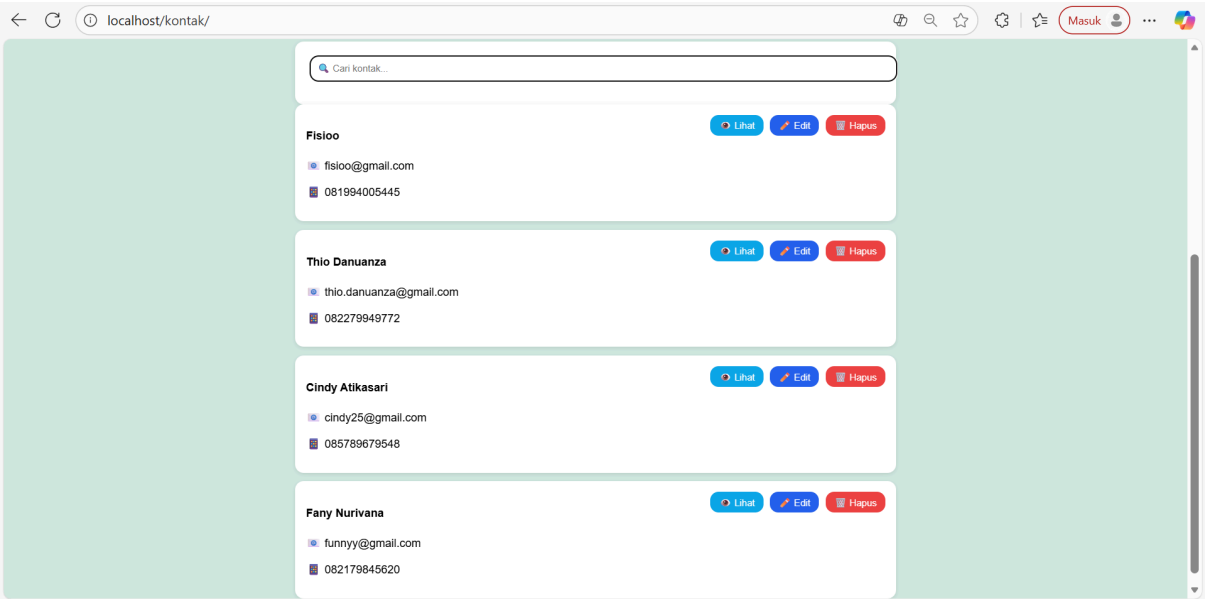 localhost/kontak/
Masuk
Cari kontak...
Fisioo
Lihat Edit Hapus
fisioo@gmail.com
081994005445
Thio Danuanza
Lihat Edit Hapus
thio.danuanza@gmail.com
082279949772
Cindy Atikasari
Lihat Edit Hapus
cindy25@gmail.com
085789679548
Fany Nurivana
Lihat Edit Hapus
funnyy@gmail.com
082179845620